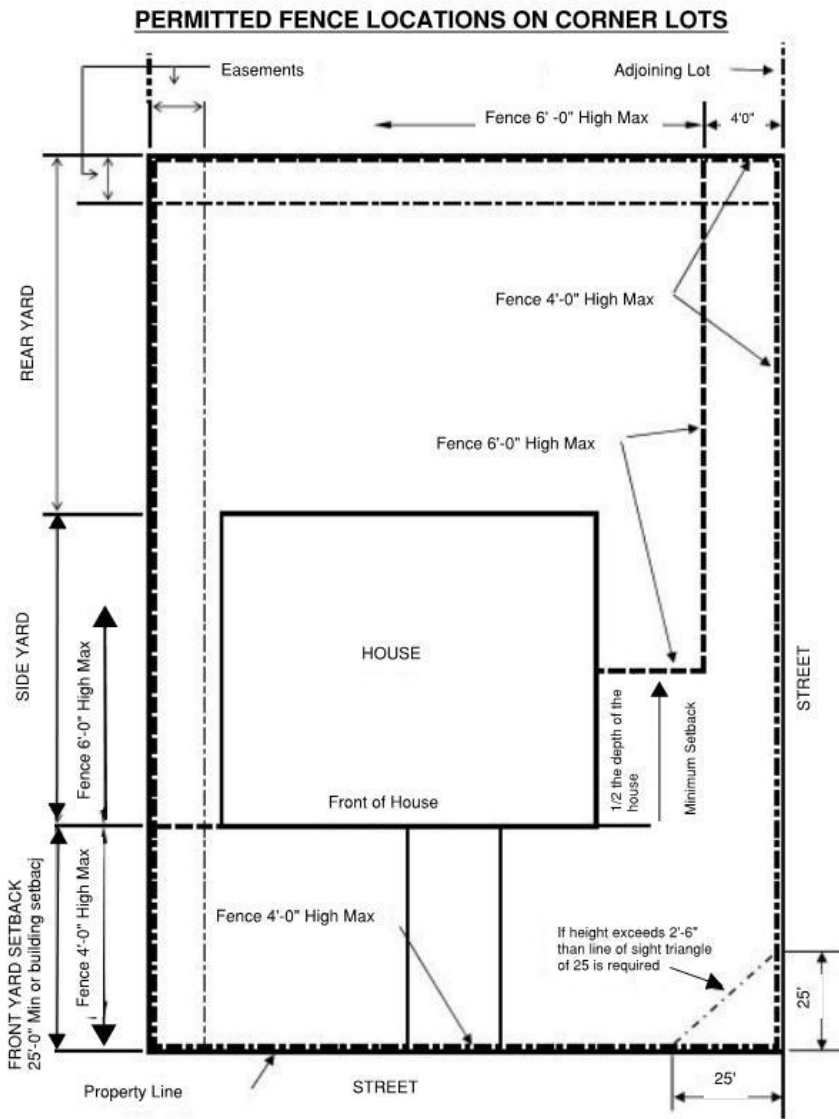 PERMITTED FENCE LOCATIONS ON CORNER LOTS
Easements
Adjoining Lot
Fence 6' -0" High Max
4'0"
REAR YARD
Fence 4'-0" High Max
Fence 6'-0" High Max
SIDE YARD
Fence 6'-0" High Max
HOUSE
1/2 the depth of the
house
Minimum Setback
STREET
Front of House
FRONT YARD SETBACK
25'-0" Min or building setbacj
Fence 4'-0" High Max
Fence 4'-0" High Max
If height exceeds 2'-6"
than line of sight triangle
of 25 is required
25'
25'
Property Line
STREET